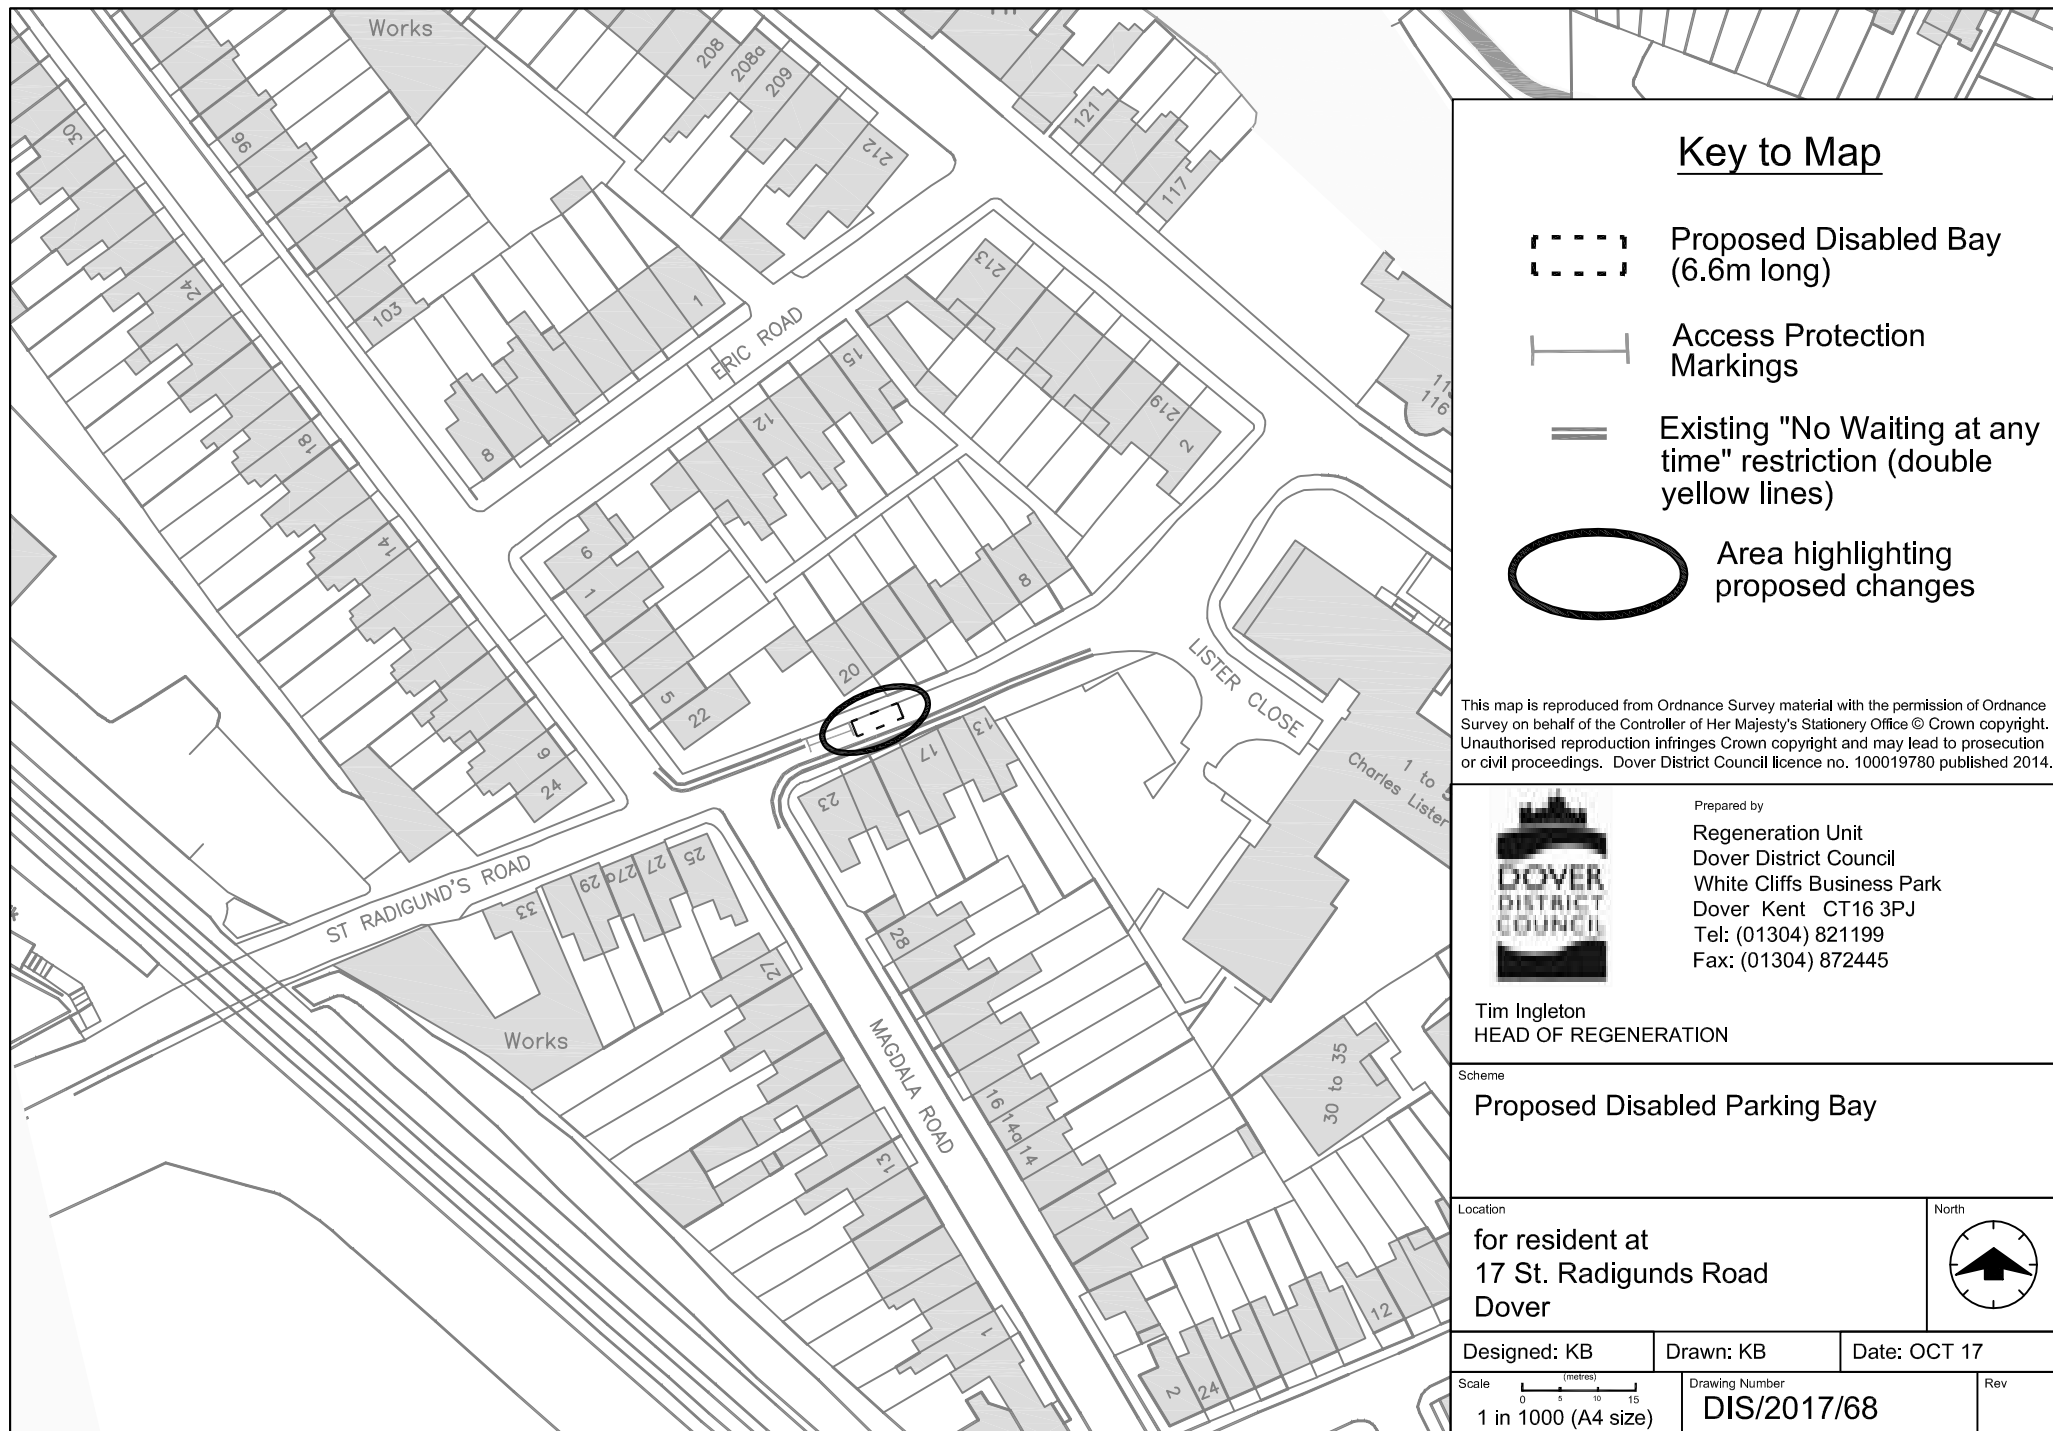 Works
208
208a
209
212
121
117
30
96
24
103
1
8
ERIC ROAD
15
12
213
219
2
116
18
14
9
1
5
22
20
8
6
24
LISTER CLOSE
13
17
23
1 to
Charles Lister
ST RADIGUND'S ROAD
33
29
27a
27
25
28
27
Works
MAGDALA ROAD
16
14a
14
13
1
30 to 35
12
2
24
Key to Map
Proposed Disabled Bay
(6.6m long)
Access Protection
Markings
Existing "No Waiting at any
time" restriction (double
yellow lines)
Area highlighting
proposed changes
This map is reproduced from Ordnance Survey material with the permission of Ordnance
Survey on behalf of the Controller of Her Majesty's Stationery Office © Crown copyright.
Unauthorised reproduction infringes Crown copyright and may lead to prosecution
or civil proceedings. Dover District Council licence no. 100019780 published 2014.
DOVER
DISTRICT
COUNCIL
Prepared by
Regeneration Unit
Dover District Council
White Cliffs Business Park
Dover Kent CT16 3PJ
Tel: (01304) 821199
Fax: (01304) 872445
Tim Ingleton
HEAD OF REGENERATION
Scheme
Proposed Disabled Parking Bay
Location
for resident at
17 St. Radigunds Road
Dover
North
Designed: KB
Drawn: KB
Date: OCT 17
Scale
(metres)
0 5 10 15
1 in 1000 (A4 size)
Drawing Number
DIS/2017/68
Rev